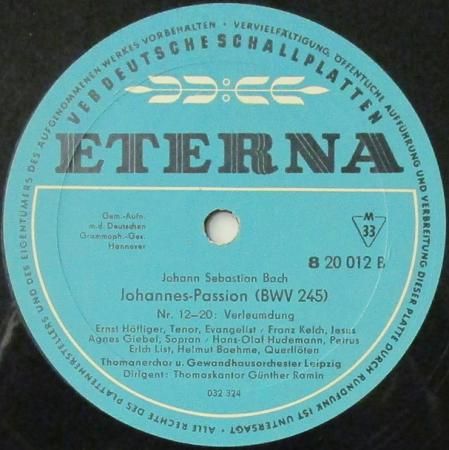 ALLE RECHTE DES PLATTENHERSTELLERS UND DES EIGENTÜMERS DES AUFGENOMMENEN WERKES VORBEHALTEN • VERVIELFÄLTIGUNG, ÖFFENTLICHE AUFFÜHRUNG UND VERBREITUNG DIESER PLATTE DURCH RUNDFUNK IST UNTERSAGT •
VEB DEUTSCHE SCHALLPLATTEN
ETERNA
Gem.-Aufn.
m.d. Deutschen
Grammoph.-Ges.
Hannover
M
33
8 20 012 B
Johann Sebastian Bach
Johannes-Passion (BWV 245)
Nr. 12—20: Verleumdung
Ernst Häfliger, Tenor, Evangelist / Franz Kelch, Jesus
Agnes Giebel, Sopran / Hans-Olaf Hudemann, Petrus
Erich List, Helmut Boehme, Querflöten
Thomanerchor u. Gewandhausorchester Leipzig
Dirigent: Thomaskantor Günther Ramin
032 324